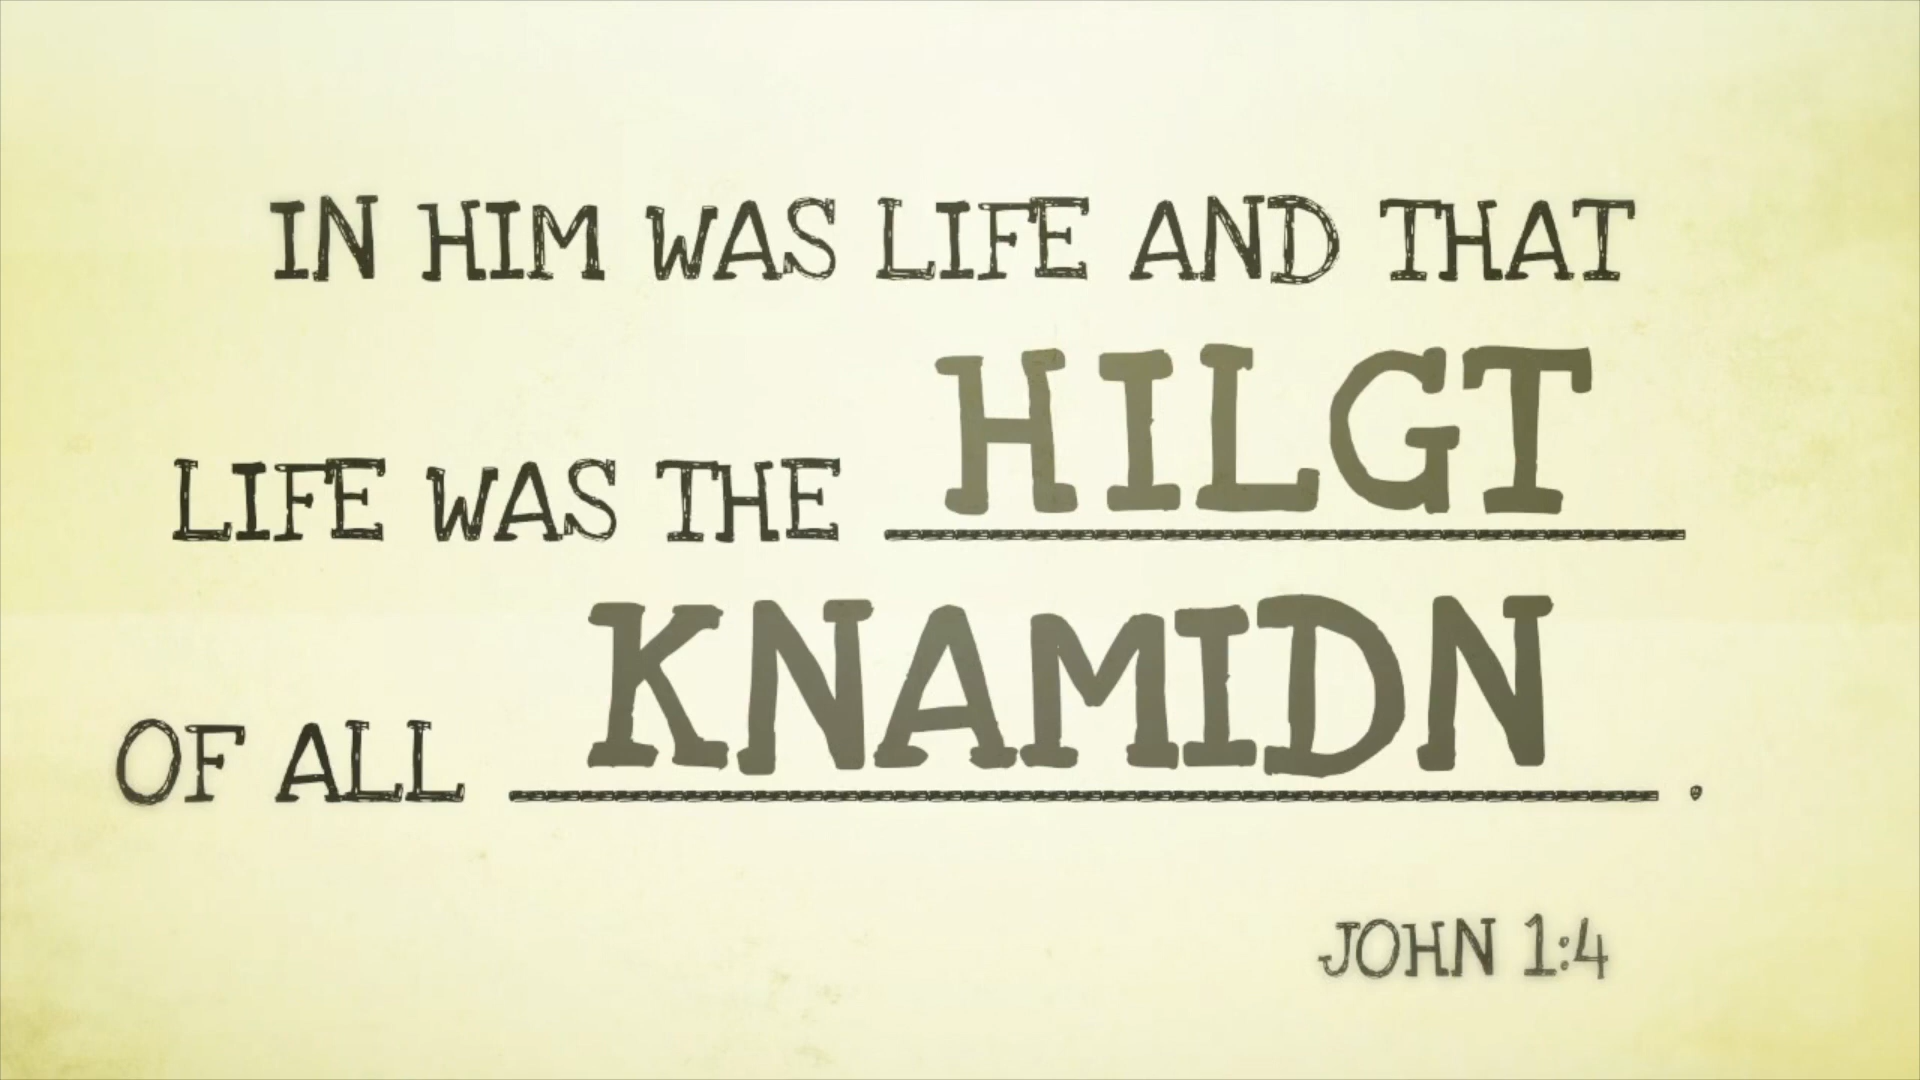 IN HIM WAS LIFE AND THAT
LIFE WAS THE HILGT
OF ALL KNAMIDN.
JOHN 1:4